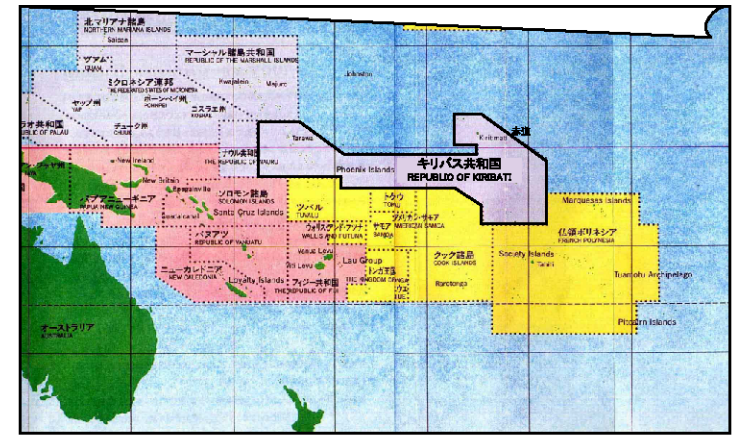 北マリアナ諸島
NORTHERN MARIANA ISLANDS
Saipan
グアム
GUAM
マーシャル諸島共和国
REPUBLIC OF THE MARSHALL ISLANDS
Kwajalein
Majuro
Johnston
ミクロネシア連邦
THE FEDERATED STATES OF MICRONESIA
ヤップ州
YAP
ポーンペイ州
POHNPEI
コスラエ州
KOSRAE
チューク州
CHUUK
ラオ共和国
UBLIC OF PALAU
ナウル共和国
THE REPUBLIC OF NAURU
Tarawa
Kiritimati
赤道
キリバス共和国
REPUBLIC OF KIRIBATI
Phoenix Islands
New Ireland
New Britain
Bougainville
パプアニューギニア
PAPUA NEW GUINEA
Guadalcanal
ソロモン諸島
SOLOMON ISLANDS
Santa Cruz Islands
ツバル
TUVALU
トケラウ
Marquesas Islands
アメリカン・サモア
AMERICAN SAMOA
サモア
SAMOA
WALLIS AND FUTUNA
バヌアツ
REPUBLIC OF VANUATU
Vanua Levu
Viti Levu
Lau Group
クック諸島
COOK ISLANDS
Rarotonga
仏領ポリネシア
FRENCH POLYNESIA
Society Islands
Tahiti
Tuamotu Archipelago
ニューカレドニア
NEW CALEDONIA
Loyalty Islands
フィジー共和国
THE REPUBLIC OF FIJI
トンガ王国
THE KINGDOM OF TONGA
ニウエ
NIUE
Pitcairn Islands
オーストラリア
AUSTRALIA